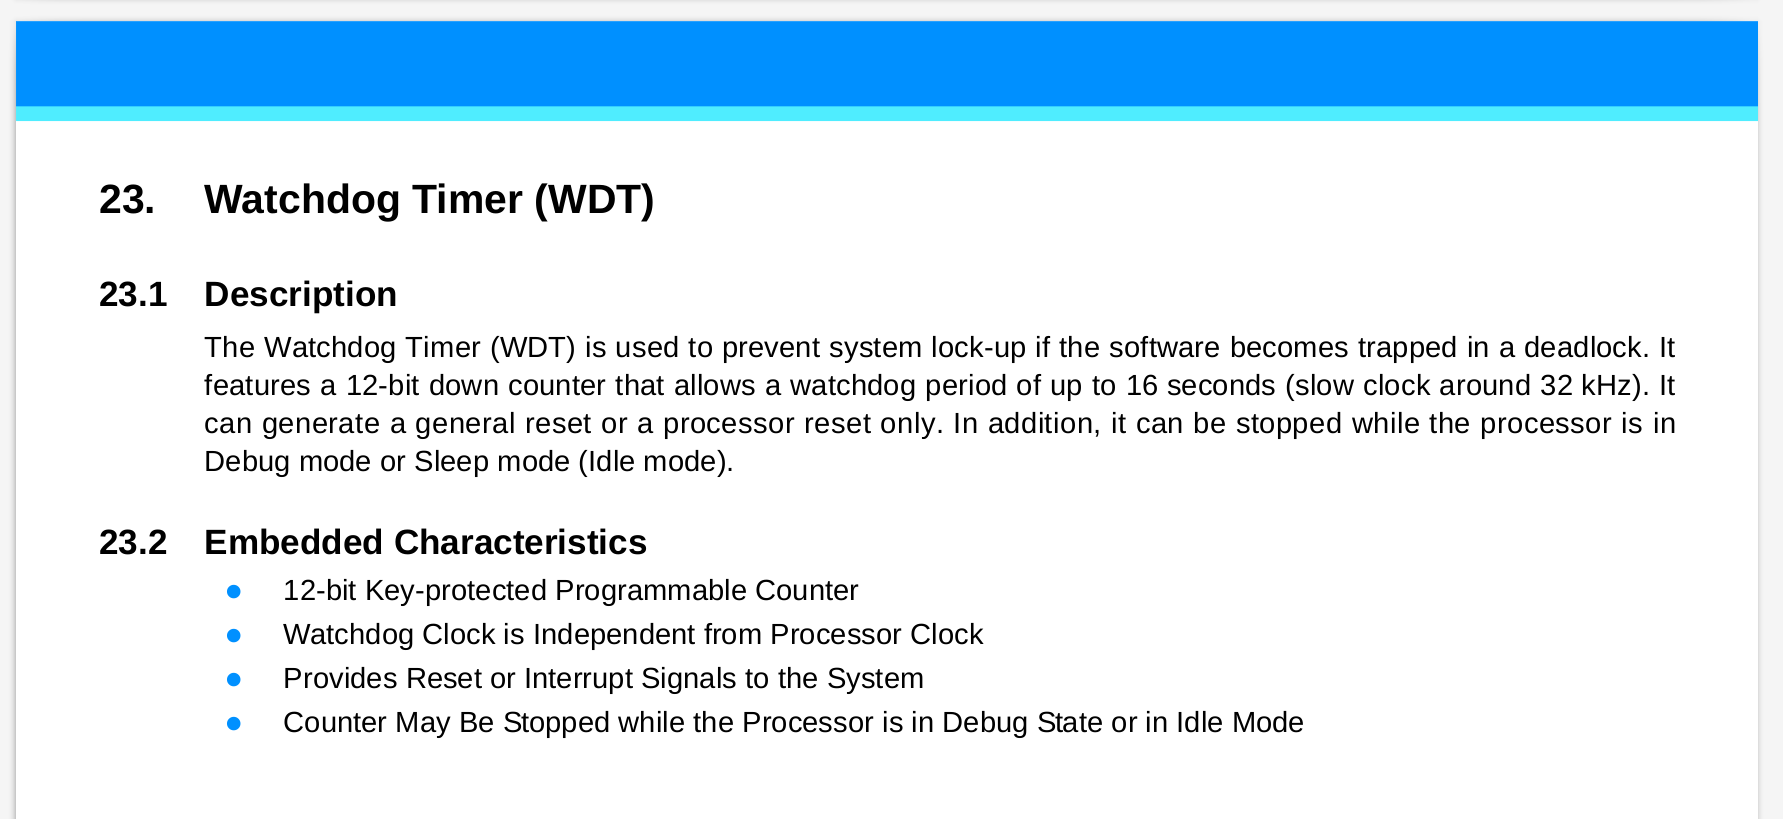 23. Watchdog Timer (WDT)
23.1 Description
The Watchdog Timer (WDT) is used to prevent system lock-up if the software becomes trapped in a deadlock. It
features a 12-bit down counter that allows a watchdog period of up to 16 seconds (slow clock around 32 kHz). It
can generate a general reset or a processor reset only. In addition, it can be stopped while the processor is in
Debug mode or Sleep mode (Idle mode).
23.2 Embedded Characteristics
● 12-bit Key-protected Programmable Counter
● Watchdog Clock is Independent from Processor Clock
● Provides Reset or Interrupt Signals to the System
● Counter May Be Stopped while the Processor is in Debug State or in Idle Mode